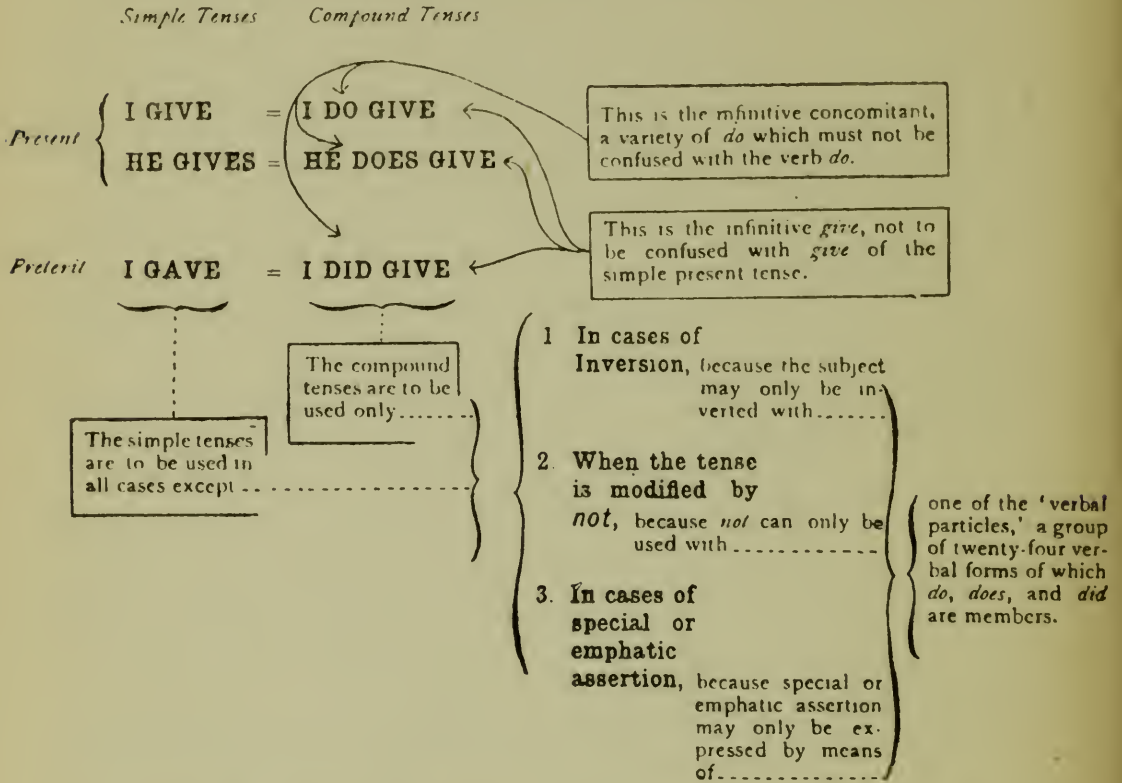 Simple Tenses Compound Tenses
Present
I GIVE = I DO GIVE
HE GIVES = HE DOES GIVE
This is the infinitive concomitant,
a variety of do which must not be
confused with the verb do.
Preterit
I GAVE = I DID GIVE
This is the infinitive give, not to
be confused with give of the
simple present tense.
The compound
tenses are to be
used only........
The simple tenses
are to be used in
all cases except....................
1 In cases of
Inversion, because the subject
may only be in-
verted with.......
2. When the tense
is modified by
not, because not can only be
used with..............
3. In cases of
special or
emphatic
assertion, because special or
emphatic assertion
may only be ex-
pressed by means
of................
one of the ‘verbal
particles,’ a group
of twenty-four ver-
bal forms of which
do, does, and did
are members.